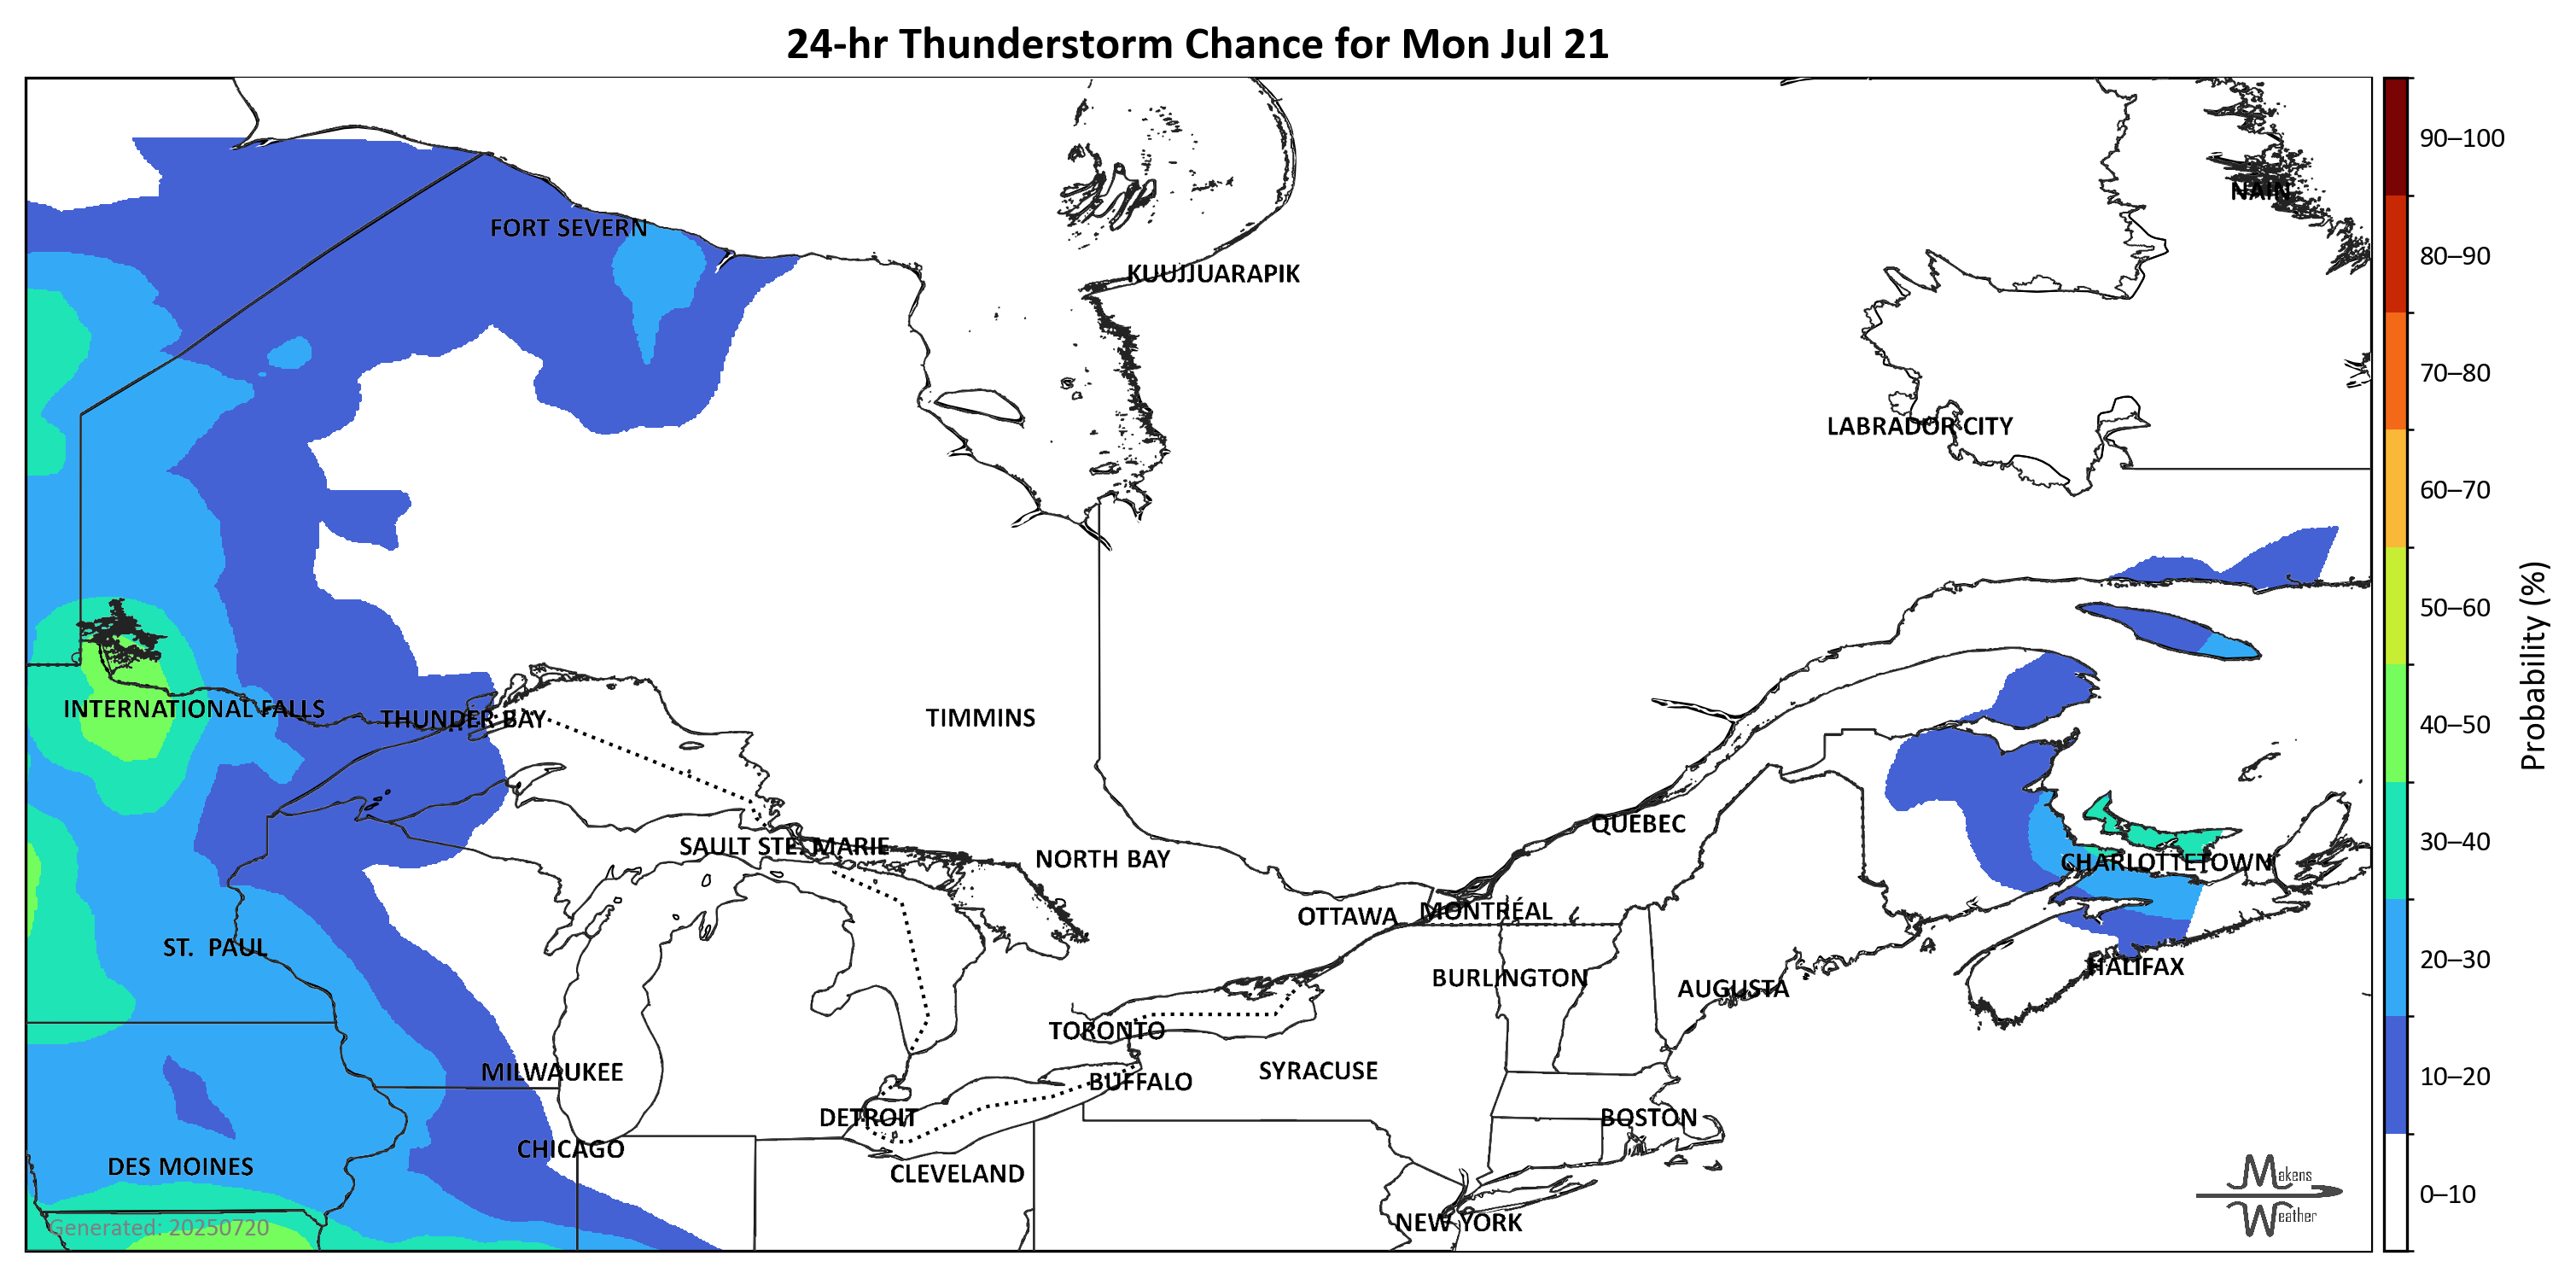 24-hr Thunderstorm Chance for Mon Jul 21
90–100
NAIN
FORT SEVERN
80–90
KUUJJUARAPIK
70–80
LABRADOR CITY
60–70
50–60
INTERNATIONAL FALLS
THUNDER BAY
TIMMINS
40–50
Probability (%)
QUEBEC
SAULT STE. MARIE
30–40
NORTH BAY
CHARLOTTETOWN
OTTAWA
MONTRÉAL
ST. PAUL
20–30
HALIFAX
BURLINGTON
AUGUSTA
TORONTO
MILWAUKEE
SYRACUSE
10–20
BUFFALO
DETROIT
BOSTON
CHICAGO
DES MOINES
CLEVELAND
Makens
Weather
0–10
NEW YORK
Generated: 20250720